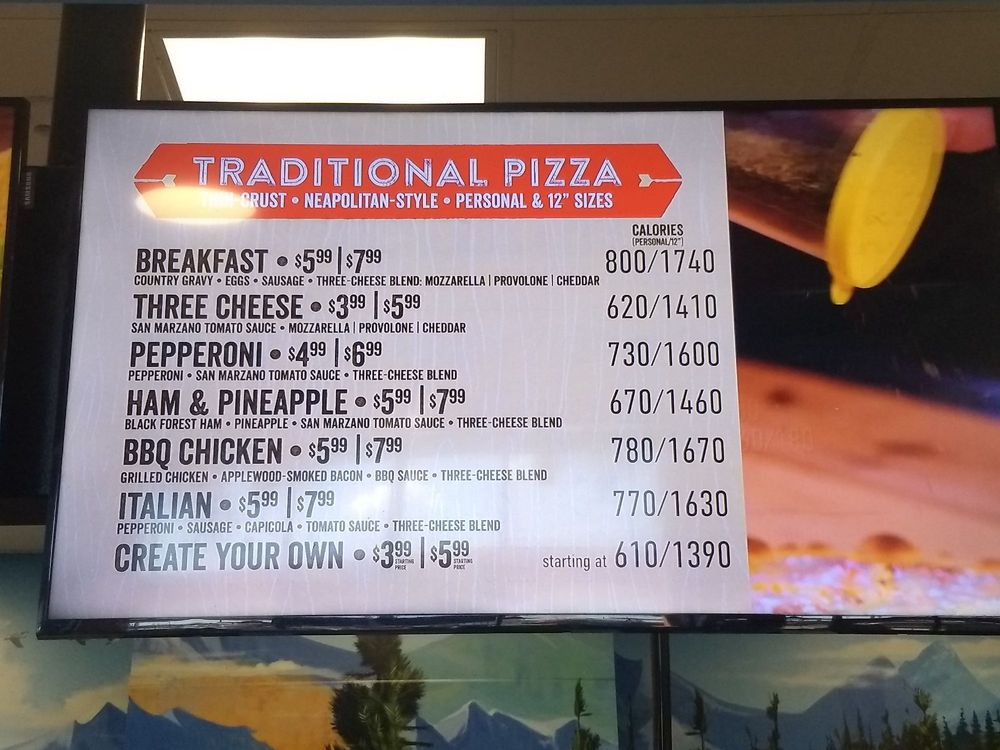 SAMSUNG
TRADITIONAL PIZZA
THIN-CRUST • NEAPOLITAN-STYLE • PERSONAL & 12" SIZES
CALORIES
(PERSONAL/12")
BREAKFAST • $5.99 | $7.99 800/1740
COUNTRY GRAVY • EGGS • SAUSAGE • THREE-CHEESE BLEND: MOZZARELLA | PROVOLONE | CHEDDAR
THREE CHEESE • $3.99 | $5.99 620/1410
SAN MARZANO TOMATO SAUCE • MOZZARELLA | PROVOLONE | CHEDDAR
PEPPERONI • $4.99 | $6.99 730/1600
PEPPERONI • SAN MARZANO TOMATO SAUCE • THREE-CHEESE BLEND
HAM & PINEAPPLE • $5.99 | $7.99 670/1460
BLACK FOREST HAM • PINEAPPLE • SAN MARZANO TOMATO SAUCE • THREE-CHEESE BLEND
BBQ CHICKEN • $5.99 | $7.99 780/1670
GRILLED CHICKEN • APPLEWOOD-SMOKED BACON • BBQ SAUCE • THREE-CHEESE BLEND
ITALIAN • $5.99 | $7.99 770/1630
PEPPERONI • SAUSAGE • CAPICOLA • TOMATO SAUCE • THREE-CHEESE BLEND
CREATE YOUR OWN • $3.99 STARTING PRICE | $5.99 STARTING PRICE starting at 610/1390